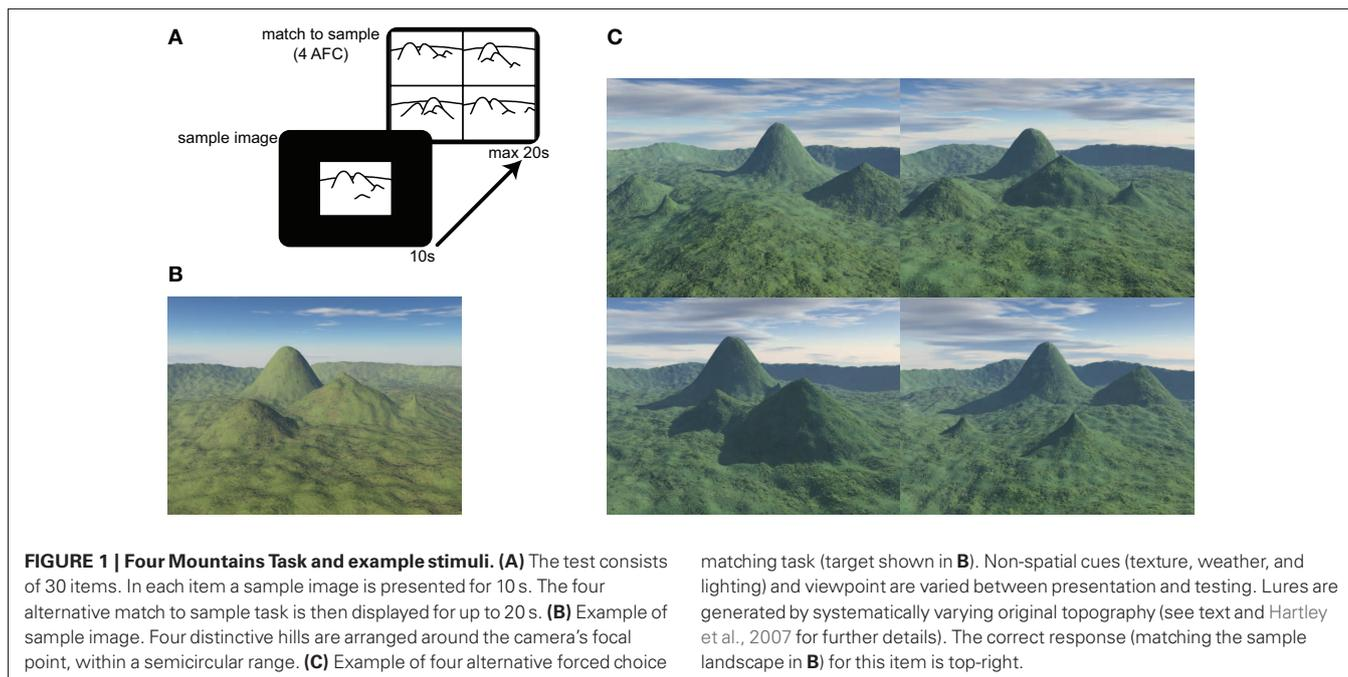 A
match to sample
(4 AFC)
sample image
max 20s
10s
B
C
FIGURE 1 | Four Mountains Task and example stimuli. (A) The test consists
of 30 items. In each item a sample image is presented for 10 s. The four
alternative match to sample task is then displayed for up to 20 s. (B) Example of
sample image. Four distinctive hills are arranged around the camera’s focal
point, within a semicircular range. (C) Example of four alternative forced choice
matching task (target shown in B). Non-spatial cues (texture, weather, and
lighting) and viewpoint are varied between presentation and testing. Lures are
generated by systematically varying original topography (see text and Hartley
et al., 2007 for further details). The correct response (matching the sample
landscape in B) for this item is top-right.